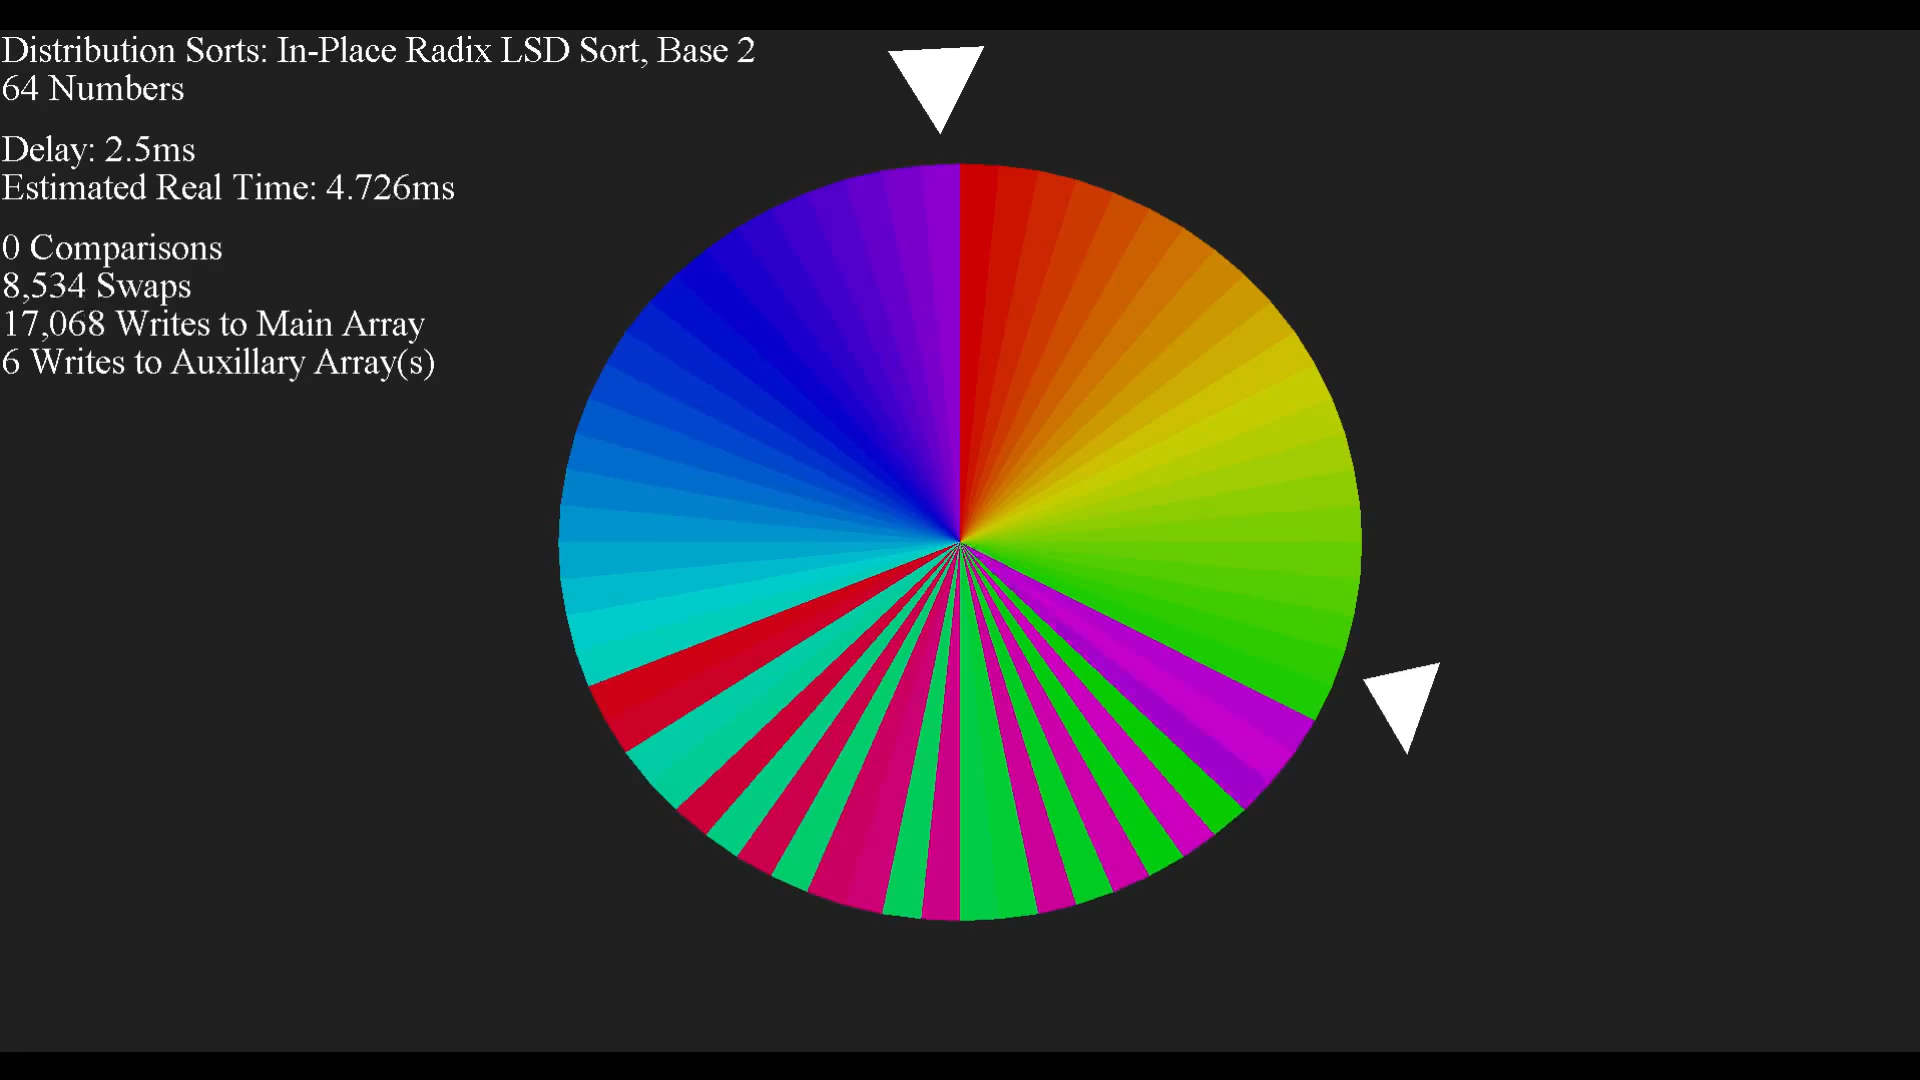 Distribution Sorts: In-Place Radix LSD Sort, Base 2
64 Numbers
Delay: 2.5ms
Estimated Real Time: 4.726ms
0 Comparisons
8,534 Swaps
17,068 Writes to Main Array
6 Writes to Auxillary Array(s)